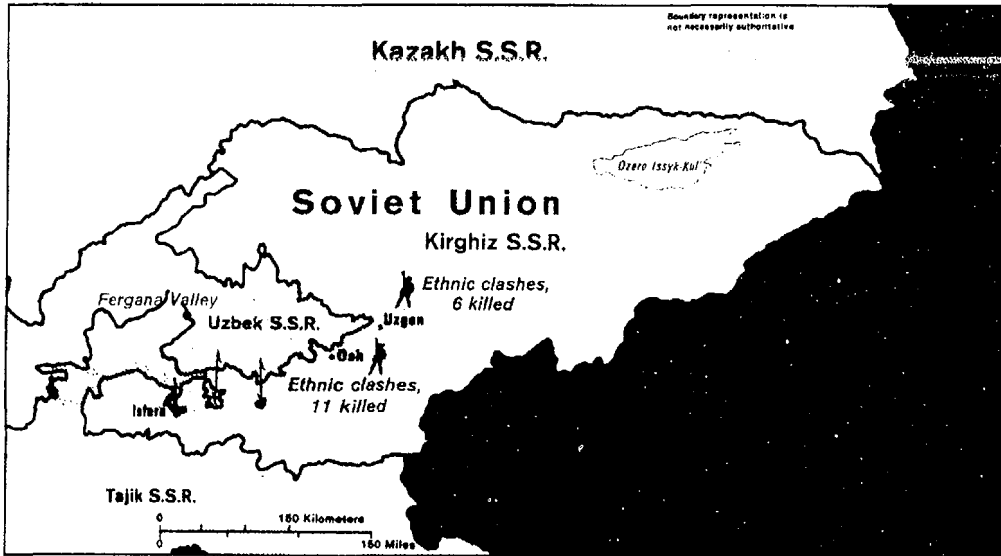 Boundary representation is
not necessarily authoritative
Kazakh S.S.R.
Ozero Issyk-Kul'
Soviet Union
Kirghiz S.S.R.
Ethnic clashes,
6 killed
Fergana Valley
Uzbek S.S.R.
Uzgen
Osh
Ethnic clashes,
11 killed
Isfara
Tajik S.S.R.
0 150 Kilometers
0 150 Miles